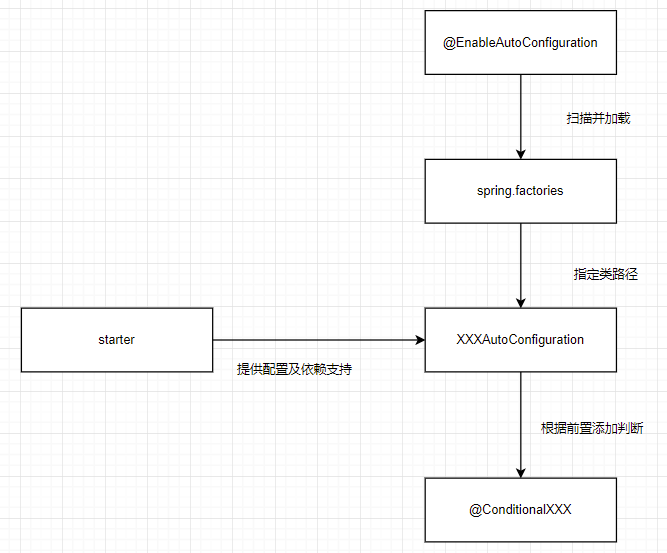 @EnableAutoConfiguration
扫描并加载
spring.factories
指定类路径
starter
XXXAutoConfiguration
提供配置及依赖支持
根据前置添加判断
@ConditionalXXX